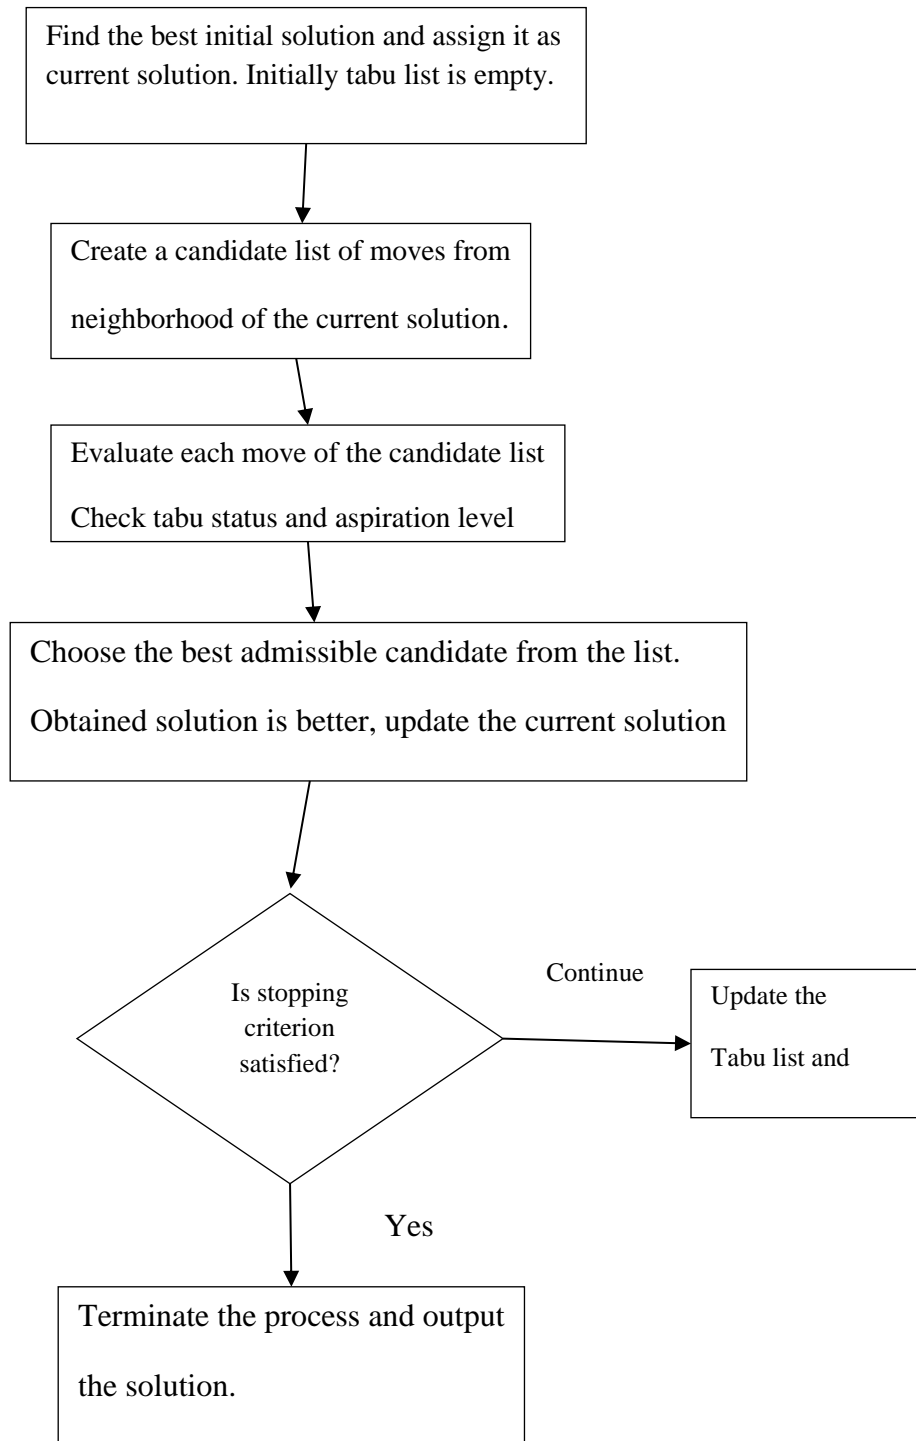 Find the best initial solution and assign it as
current solution. Initially tabu list is empty.
Create a candidate list of moves from
neighborhood of the current solution.
Evaluate each move of the candidate list
Check tabu status and aspiration level
Choose the best admissible candidate from the list.
Obtained solution is better, update the current solution
Is stopping
criterion
satisfied?
Continue
Update the
Tabu list and
Yes
Terminate the process and output
the solution.